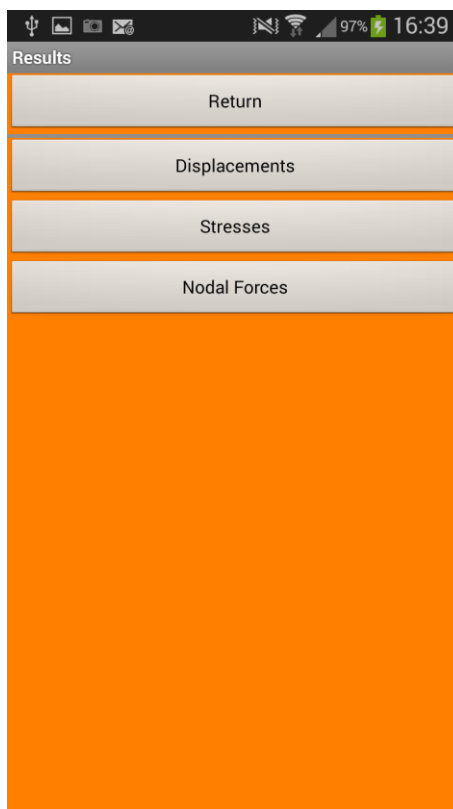 97% 16:39
Results
Return
Displacements
Stresses
Nodal Forces